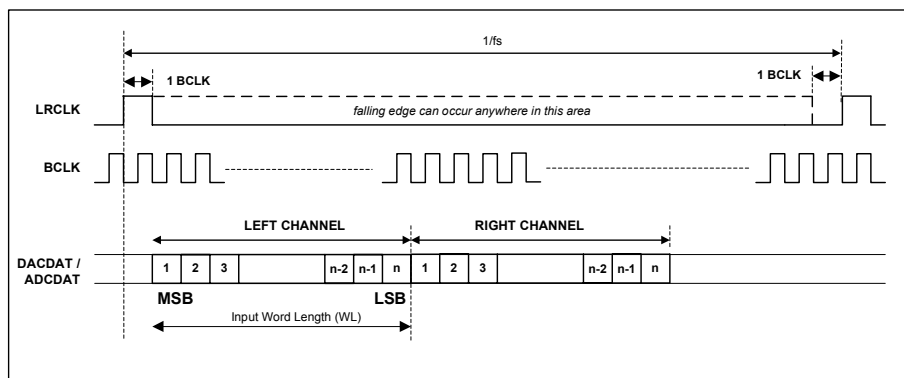 1/fs
1 BCLK
1 BCLK
LRCLK
falling edge can occur anywhere in this area
BCLK
LEFT CHANNEL
RIGHT CHANNEL
DACDAT /
ADCDAT
1 2 3 n-2 n-1 n 1 2 3 n-2 n-1 n
MSB LSB
Input Word Length (WL)